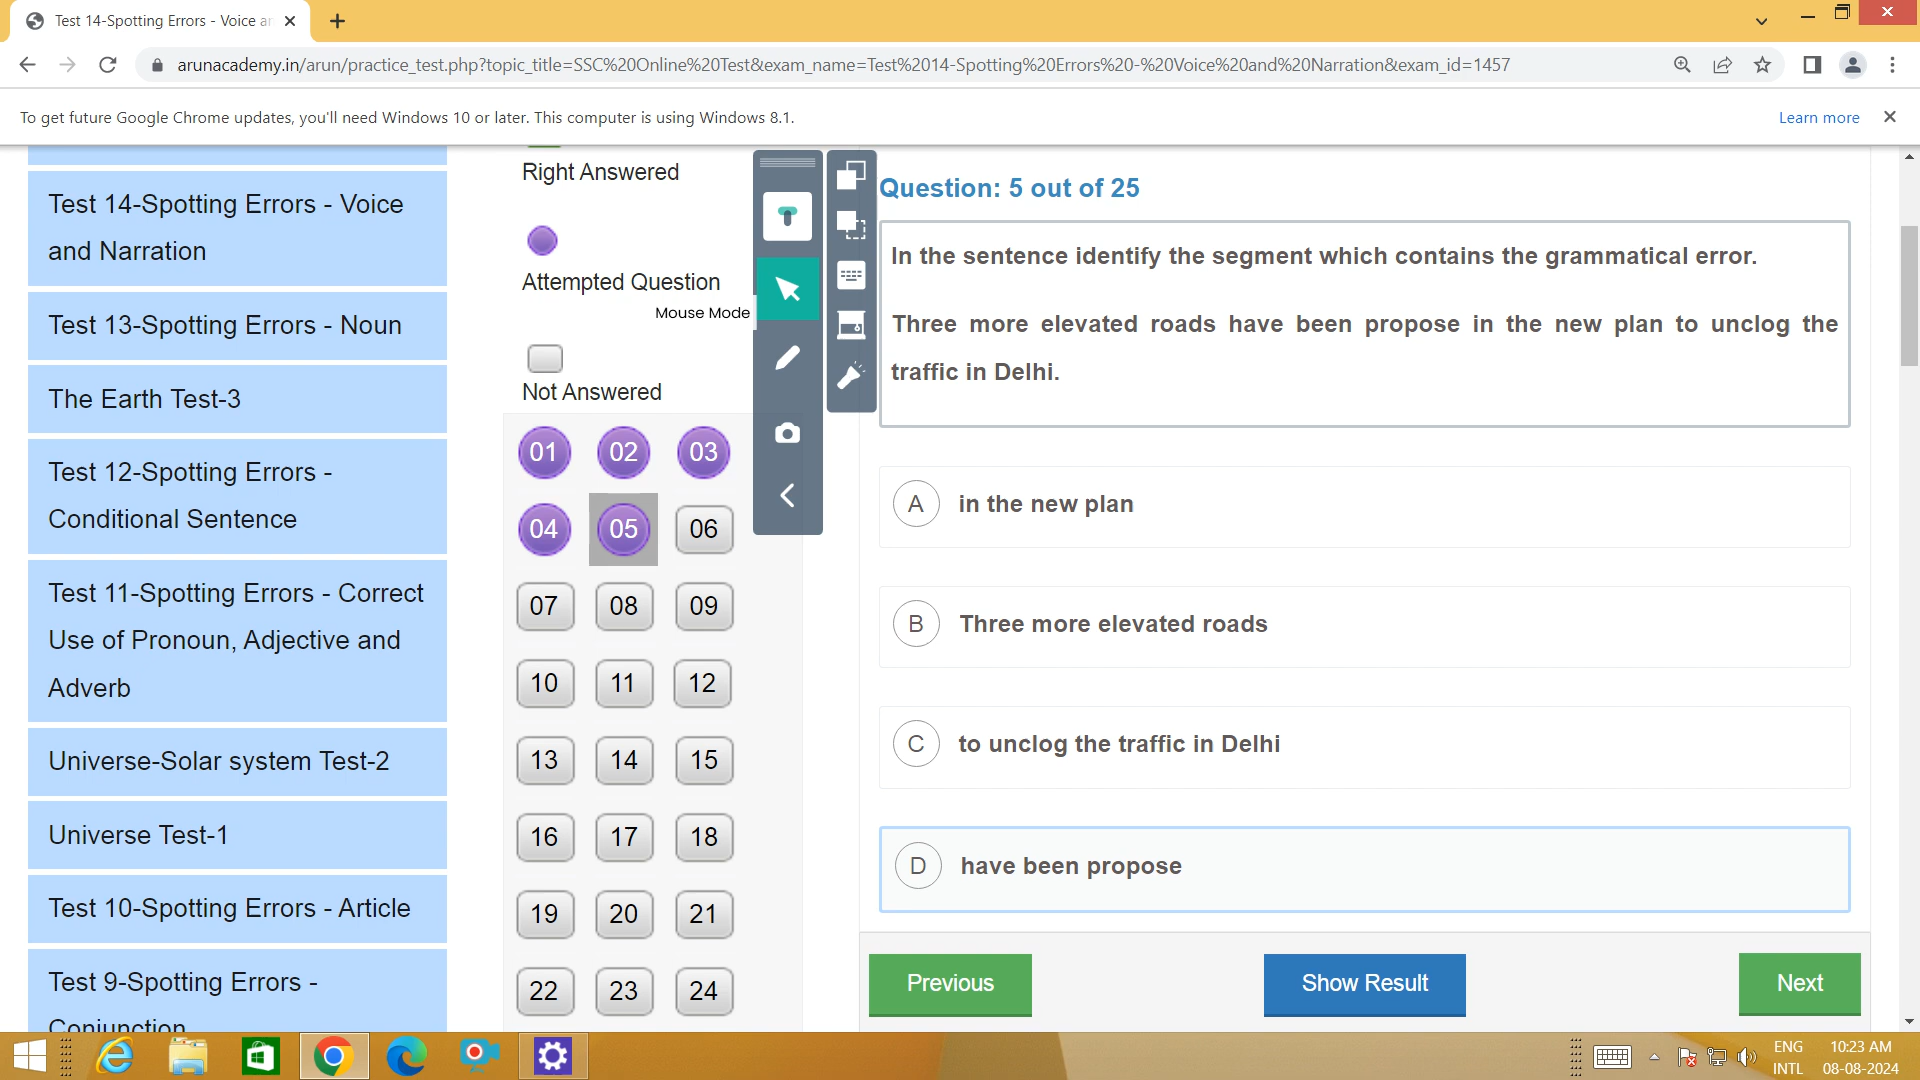 Test 14-Spotting Errors - Voice an
arunacademy.in/arun/practice_test.php?topic_title=SSC%20Online%20Test&exam_name=Test%2014-Spotting%20Errors%20-%20Voice%20and%20Narration&exam_id=1457
To get future Google Chrome updates, you'll need Windows 10 or later. This computer is using Windows 8.1.
Learn more
Test 14-Spotting Errors - Voice
and Narration
Test 13-Spotting Errors - Noun
The Earth Test-3
Test 12-Spotting Errors -
Conditional Sentence
Test 11-Spotting Errors - Correct
Use of Pronoun, Adjective and
Adverb
Universe-Solar system Test-2
Universe Test-1
Test 10-Spotting Errors - Article
Test 9-Spotting Errors -
Conjunction
Right Answered
Attempted Question
Mouse Mode
Not Answered
01 02 03
04 05 06
07 08 09
10 11 12
13 14 15
16 17 18
19 20 21
22 23 24
Question: 5 out of 25
In the sentence identify the segment which contains the grammatical error.
Three more elevated roads have been propose in the new plan to unclog the
traffic in Delhi.
A in the new plan
B Three more elevated roads
C to unclog the traffic in Delhi
D have been propose
Previous
Show Result
Next
ENG
INTL
10:23 AM
08-08-2024